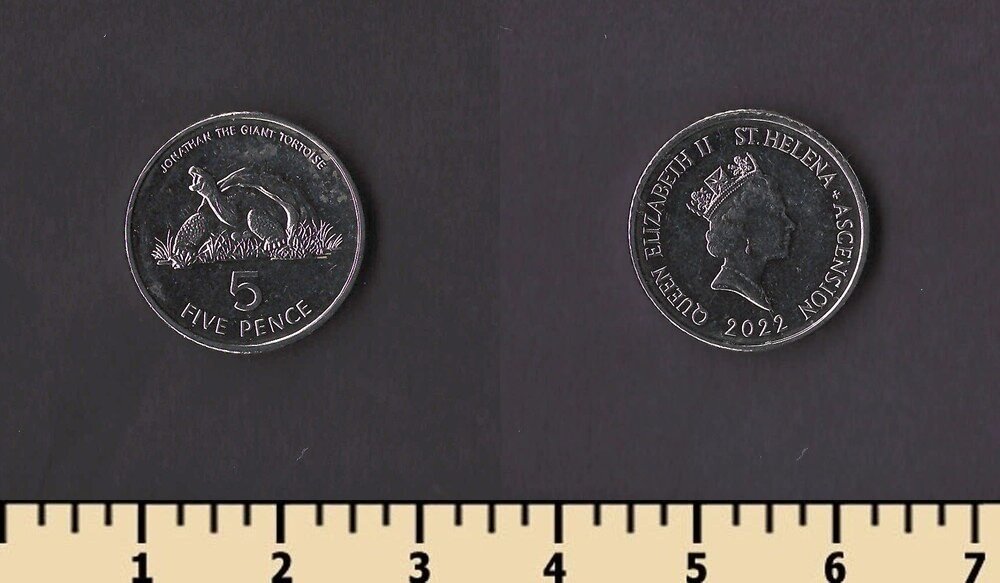 JONATHAN THE GIANT TORTOISE
5
FIVE PENCE
QUEEN ELIZABETH II ST. HELENA • ASCENSION
2022
1 2 3 4 5 6 7